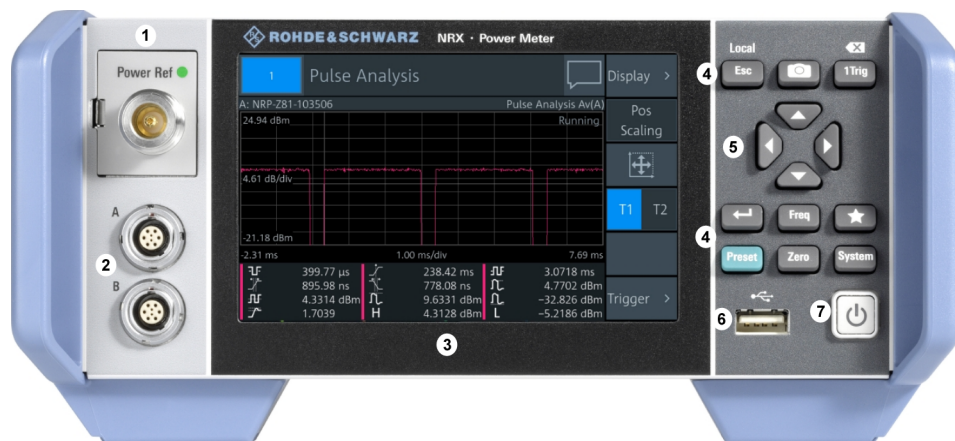 1
Power Ref
A
2
B
ROHDE&SCHWARZ NRX · Power Meter
1 Pulse Analysis Display >
A: NRP-Z81-103506 Pulse Analysis Av(A)
24.94 dBm Running
Pos
Scaling
4.61 dB/div
T1 T2
-21.18 dBm
-2.31 ms 1.00 ms/div 7.69 ms
399.77 µs 238.42 ms 3.0718 ms
895.98 ns 778.08 ns 4.7702 dBm
4.3314 dBm 9.6331 dBm -32.826 dBm
1.7039 H 4.3128 dBm L -5.2186 dBm
Trigger >
3
Local
4 Esc 1Trig
5
Freq
4
Preset Zero System
6
7